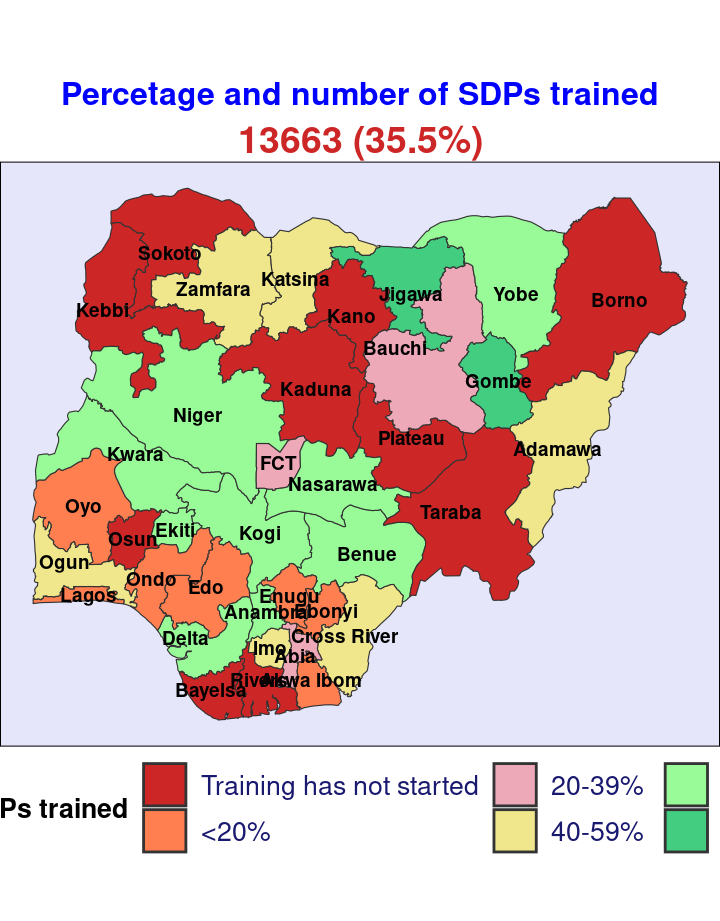 Percetage and number of SDPs trained
13663 (35.5%)
Sokoto
Katsina
Zamfara
Jigawa
Yobe
Borno
Kebbi
Kano
Bauchi
Gombe
Kaduna
Niger
Plateau
Adamawa
Kwara
FCT
Nasarawa
Oyo
Taraba
Ekiti
Osun
Kogi
Benue
Ogun
Ondo
Edo
Lagos
Enugu
Anambra
Ebonyi
Delta
Cross River
Imo
Abia
Rivers
Akwa Ibom
Bayelsa
Ps trained
Training has not started
20-39%
<20%
40-59%